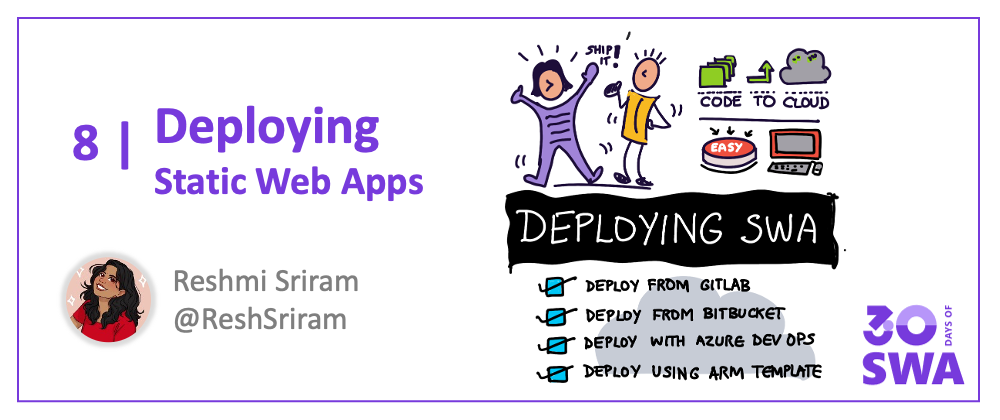 8 |
Deploying
Static Web Apps
Reshmi Sriram
@ReshSriram
SHIP
IT!
CODE TO CLOUD
EASY
DEPLOYING SWA
DEPLOY FROM GITLAB
DEPLOY FROM BITBUCKET
DEPLOY WITH AZURE DEV OPS
DEPLOY USING ARM TEMPLATE
30
DAYS OF
SWA